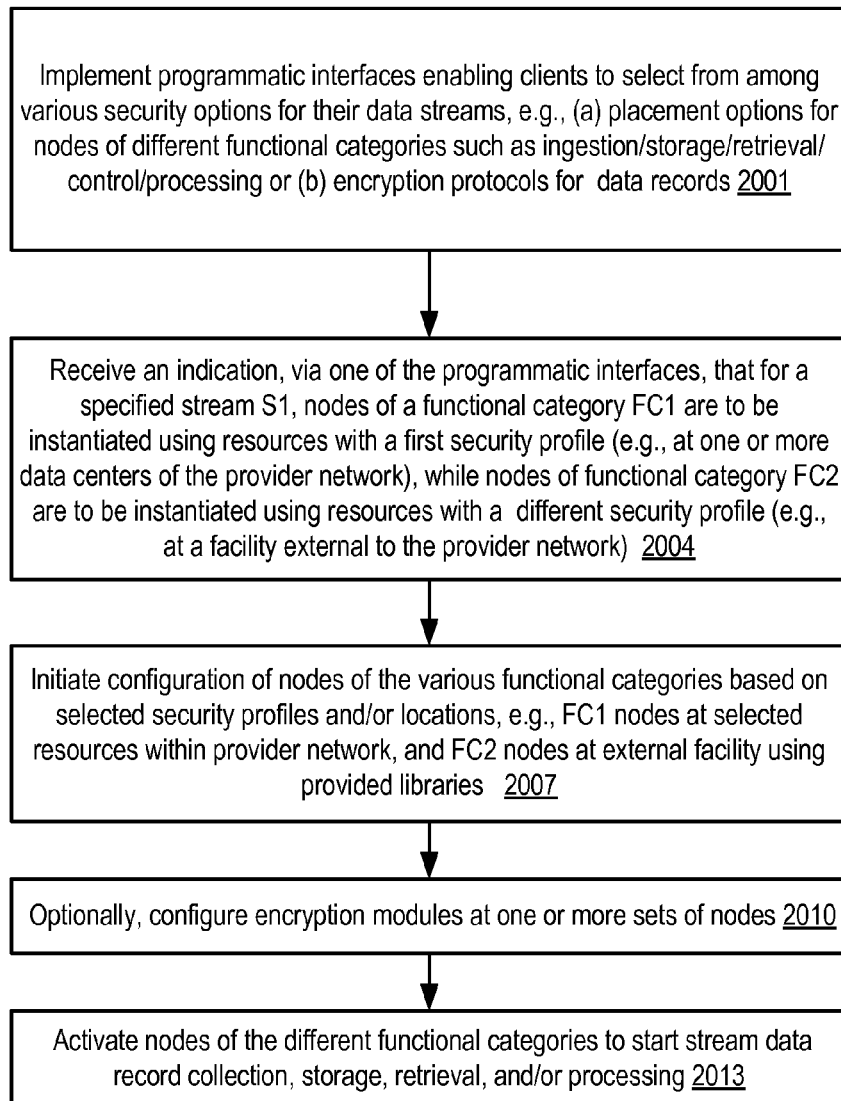 Implement programmatic interfaces enabling clients to select from among
various security options for their data streams, e.g., (a) placement options for
nodes of different functional categories such as ingestion/storage/retrieval/
control/processing or (b) encryption protocols for data records 2001
Receive an indication, via one of the programmatic interfaces, that for a
specified stream S1, nodes of a functional category FC1 are to be
instantiated using resources with a first security profile (e.g., at one or more
data centers of the provider network), while nodes of functional category FC2
are to be instantiated using resources with a different security profile (e.g.,
at a facility external to the provider network) 2004
Initiate configuration of nodes of the various functional categories based on
selected security profiles and/or locations, e.g., FC1 nodes at selected
resources within provider network, and FC2 nodes at external facility using
provided libraries 2007
Optionally, configure encryption modules at one or more sets of nodes 2010
Activate nodes of the different functional categories to start stream data
record collection, storage, retrieval, and/or processing 2013